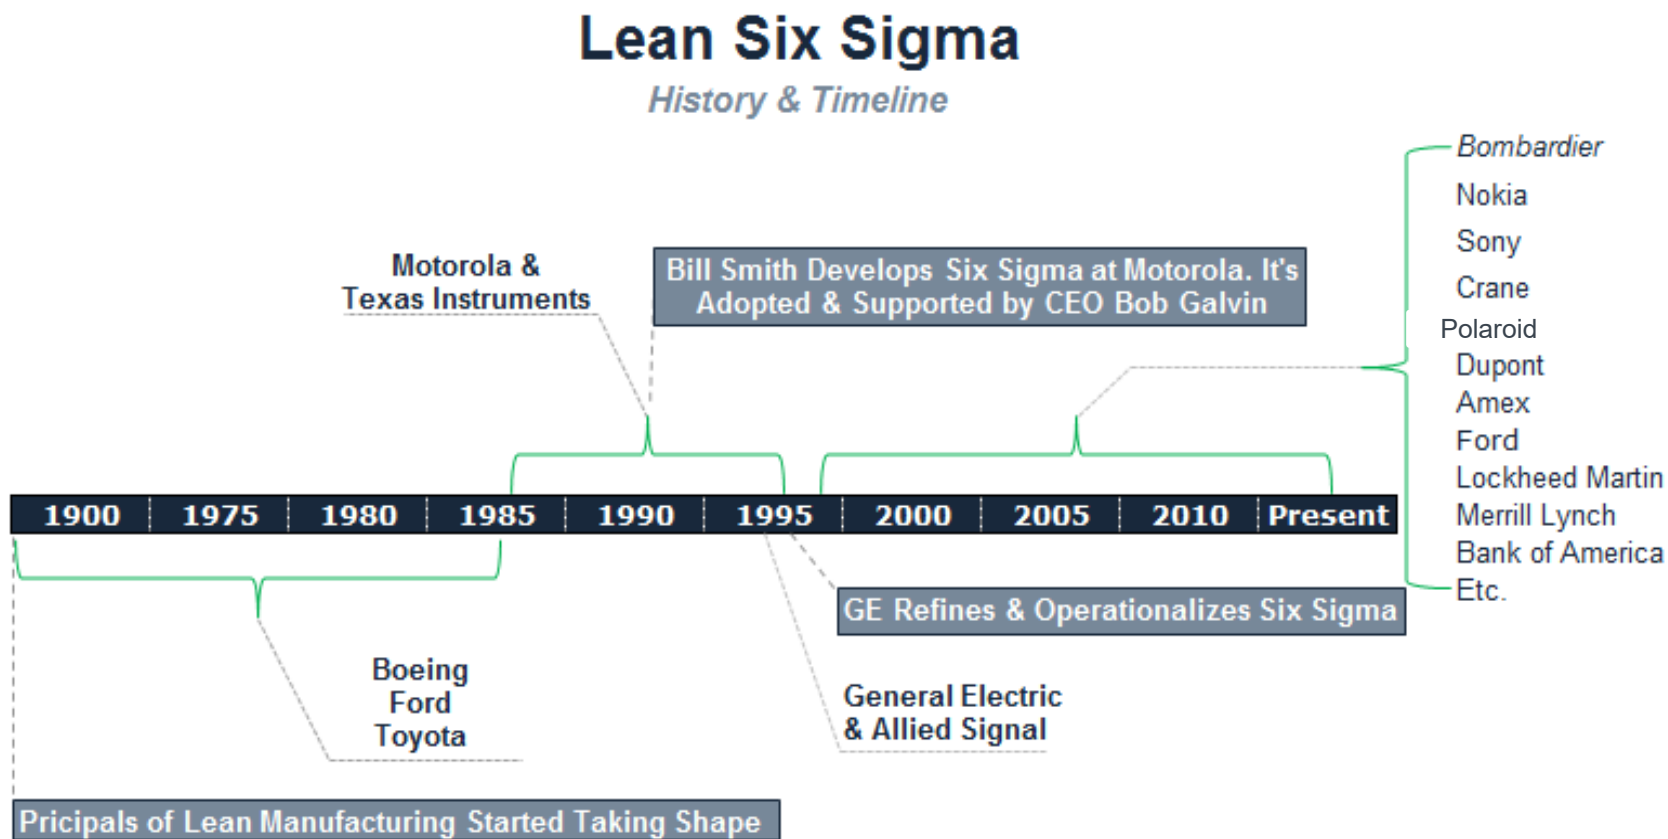 Lean Six Sigma
History & Timeline
Bombardier
Nokia
Sony
Crane
Polaroid
Dupont
Amex
Ford
Lockheed Martin
Merrill Lynch
Bank of America
Etc.
Motorola &
Texas Instruments
Bill Smith Develops Six Sigma at Motorola. It's
Adopted & Supported by CEO Bob Galvin
1900 1975 1980 1985 1990 1995 2000 2005 2010 Present
GE Refines & Operationalizes Six Sigma
Boeing
Ford
Toyota
General Electric
& Allied Signal
Pricipals of Lean Manufacturing Started Taking Shape